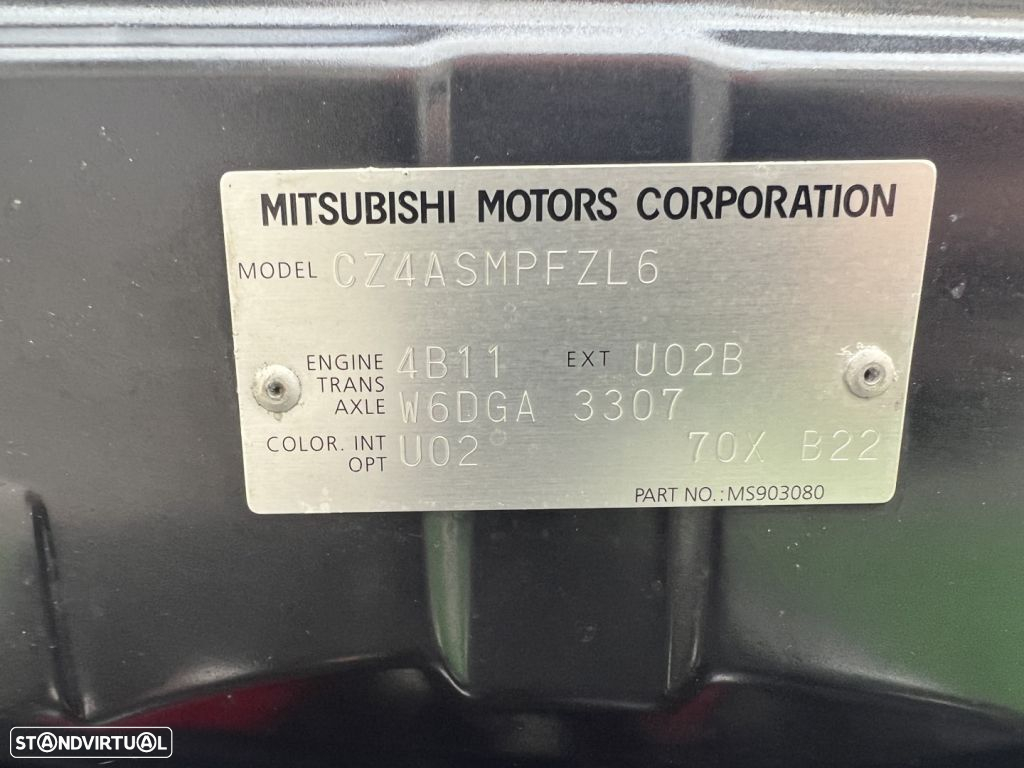 MITSUBISHI MOTORS CORPORATION
MODEL CZ4ASMPFZL6
ENGINE 4B11 EXT U02B
TRANS
AXLE W6DGA 3307
COLOR. INT
OPT U02 70X B22
PART NO.: MS903080
STANDVIRTUAL